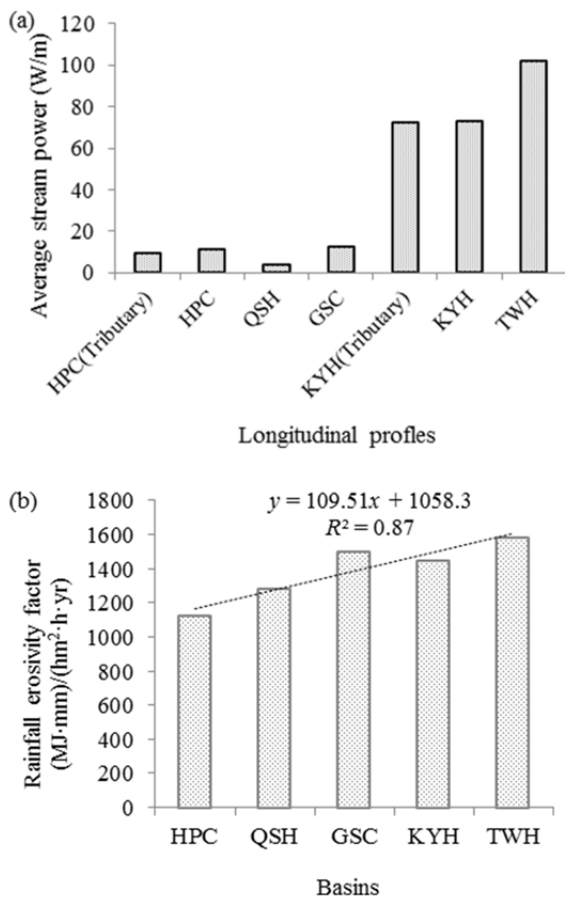 (a)
Average stream power (W/m)
120
100
80
60
40
20
0
HPC(Tributary)
HPC
QSH
GSC
KYH(Tributary)
KYH
TWH
Longitudinal profles
(b)
Rainfall erosivity factor
(MJ·mm)/(hm²·h·yr)
1800
1600
1400
1200
1000
800
600
400
200
0
y = 109.51x + 1058.3
R² = 0.87
HPC
QSH
GSC
KYH
TWH
Basins